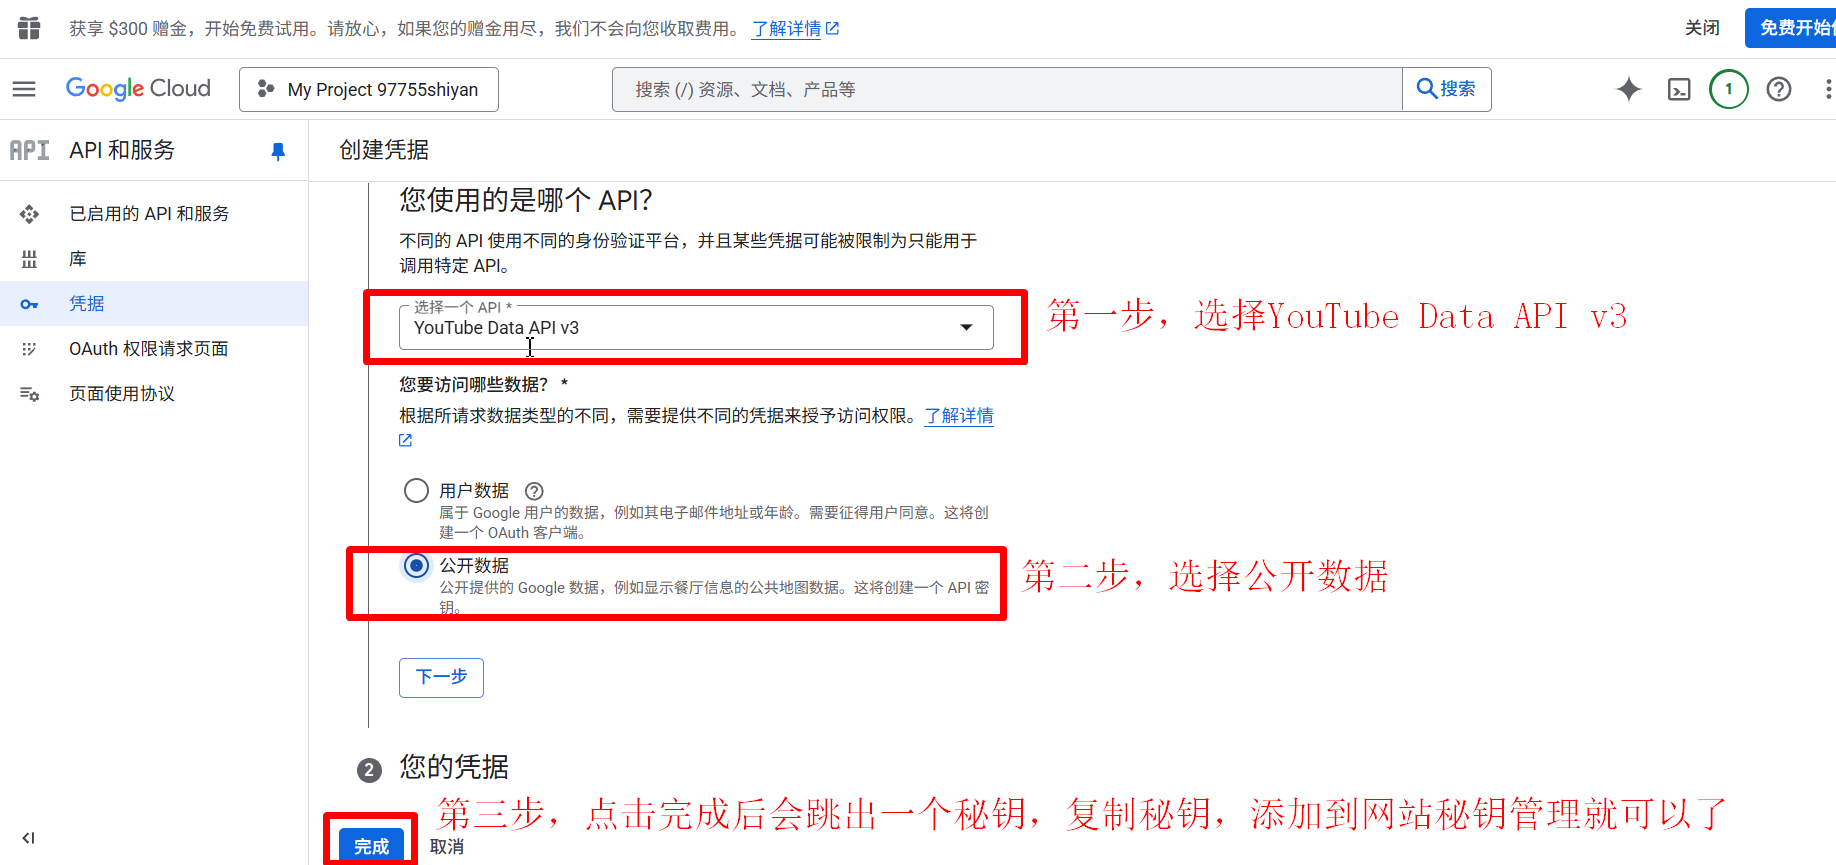 获享 $300 赠金，开始免费试用。请放心，如果您的赠金用尽，我们不会向您收取费用。 了解详情
关闭
免费开始
Google Cloud
My Project 97755shiyan
搜索 (/) 资源、文档、产品等
搜索
1
API
API 和服务
创建凭据
已启用的 API 和服务
库
凭据
OAuth 权限请求页面
页面使用协议
您使用的是哪个 API？
不同的 API 使用不同的身份验证平台，并且某些凭据可能被限制为只能用于
调用特定 API。
选择一个 API *
YouTube Data API v3
第一步，选择YouTube Data API v3
您要访问哪些数据？ *
根据所请求数据类型的不同，需要提供不同的凭据来授予访问权限。了解详情
用户数据
属于 Google 用户的数据，例如其电子邮件地址或年龄。需要征得用户同意。这将创
建一个 OAuth 客户端。
公开数据
公开提供的 Google 数据，例如显示餐厅信息的公共地图数据。这将创建一个 API 密
钥。
第二步，选择公开数据
下一步
2
您的凭据
第三步，点击完成后会跳出一个秘钥，复制秘钥，添加到网站秘钥管理就可以了
完成
取消